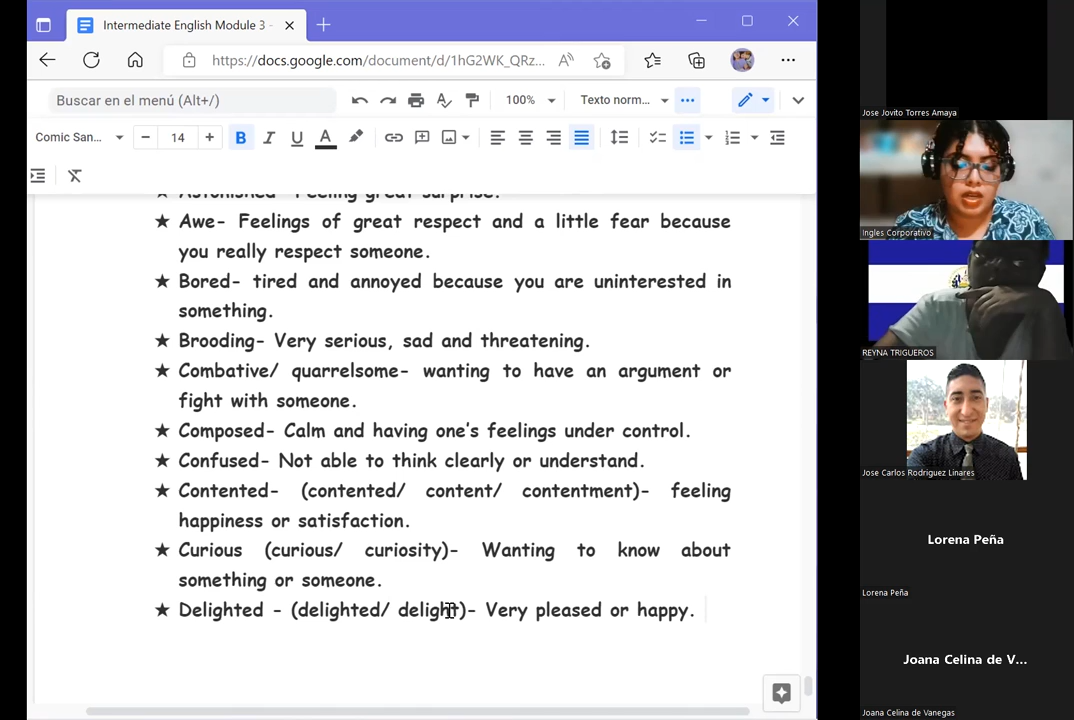 Intermediate English Module 3 -
https://docs.google.com/document/d/1hG2WK_QRz...
Buscar en el menú (Alt+/)
100%
Texto norm...
Comic San...
14
B I U A
Astonished- Feeling great surprise.
★ Awe- Feelings of great respect and a little fear because
you really respect someone.
★ Bored- tired and annoyed because you are uninterested in
something.
★ Brooding- Very serious, sad and threatening.
★ Combative/ quarrelsome- wanting to have an argument or
fight with someone.
★ Composed- Calm and having one's feelings under control.
★ Confused- Not able to think clearly or understand.
★ Contented- (contented/ content/ contentment)- feeling
happiness or satisfaction.
★ Curious (curious/ curiosity)- Wanting to know about
something or someone.
★ Delighted - (delighted/ delight)- Very pleased or happy.
Jose Jovito Torres Amaya
Ingles Corporativo
REYNA TRIGUEROS
Jose Carlos Rodriguez Linares
Lorena Peña
Lorena Peña
Joana Celina de V...
Joana Celina de Vanegas